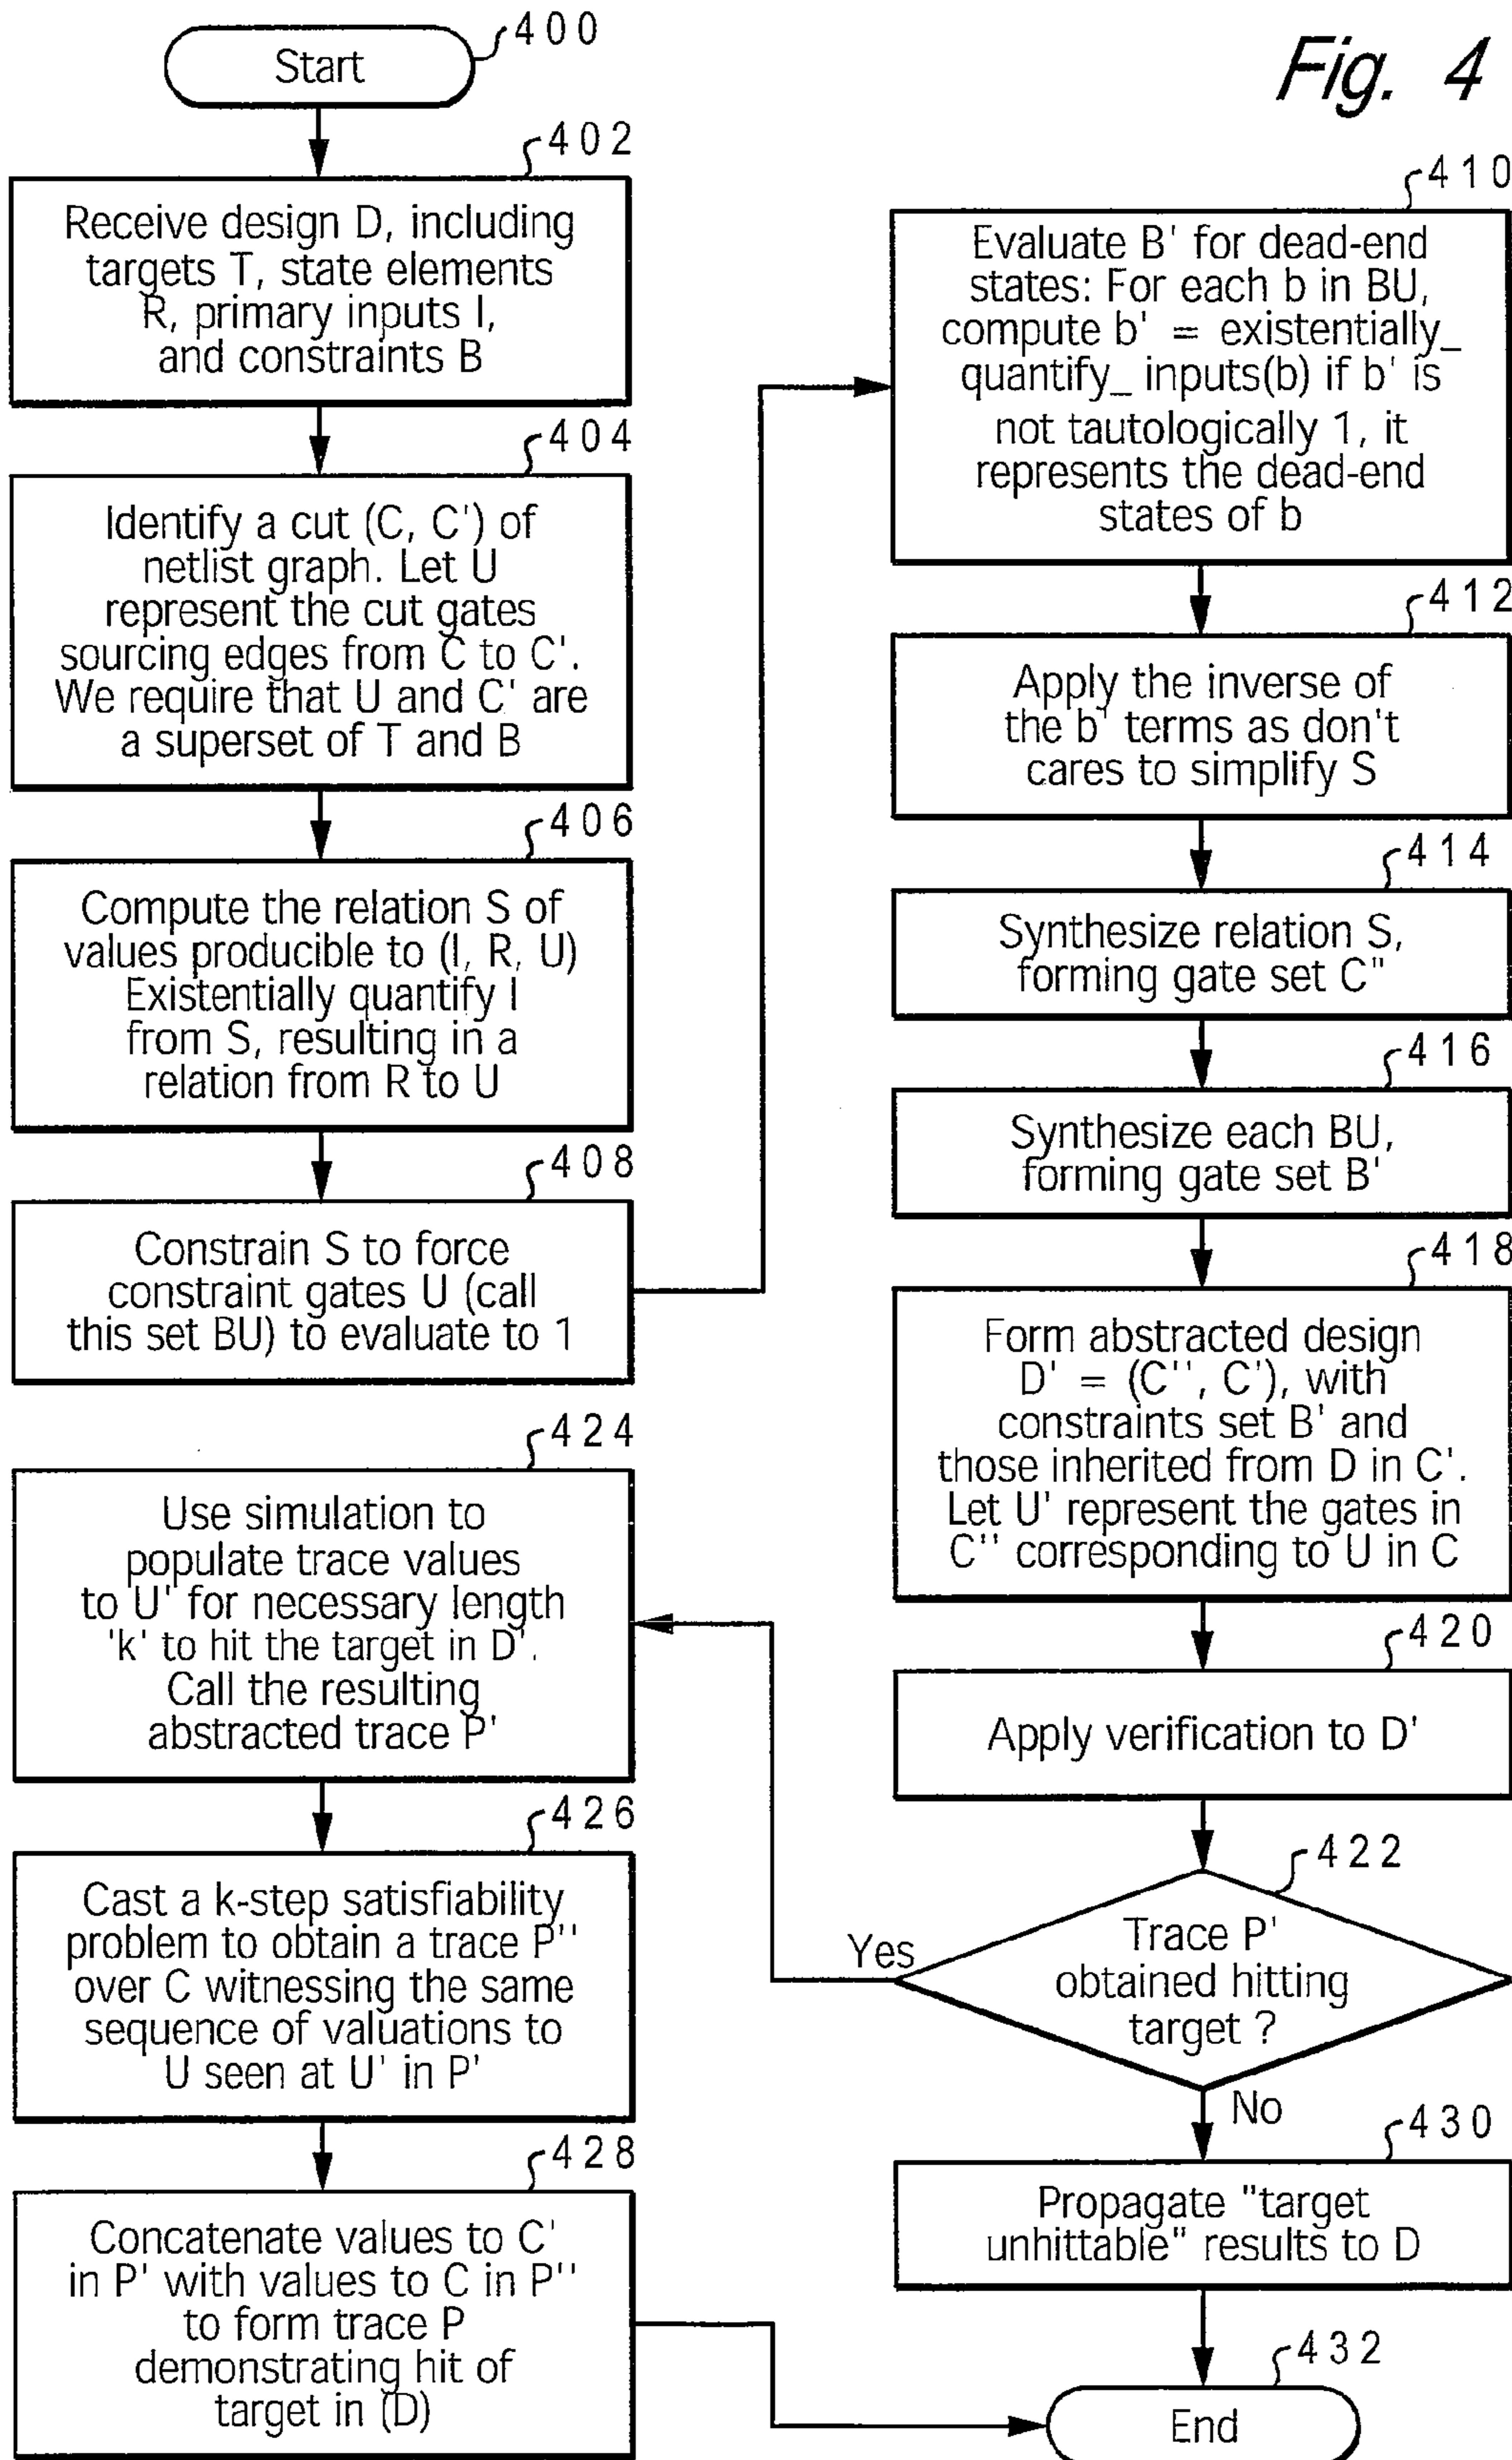 Fig. 4
400
Start
402
Receive design D, including
targets T, state elements
R, primary inputs I,
and constraints B
404
Identify a cut (C, C') of
netlist graph. Let U
represent the cut gates
sourcing edges from C to C'.
We require that U and C' are
a superset of T and B
406
Compute the relation S of
values producible to (I, R, U)
Existentially quantify I
from S, resulting in a
relation from R to U
408
Constrain S to force
constraint gates U (call
this set BU) to evaluate to 1
410
Evaluate B' for dead-end
states: For each b in BU,
compute b' = existentially_
quantify_ inputs(b) if b' is
not tautologically 1, it
represents the dead-end
states of b
412
Apply the inverse of
the b' terms as don't
cares to simplify S
414
Synthesize relation S,
forming gate set C"
416
Synthesize each BU,
forming gate set B'
418
Form abstracted design
D' = (C'', C'), with
constraints set B' and
those inherited from D in C'.
Let U' represent the gates in
C'' corresponding to U in C
420
Apply verification to D'
422
Trace P'
obtained hitting
target ?
Yes
No
424
Use simulation to
populate trace values
to U' for necessary length
'k' to hit the target in D'.
Call the resulting
abstracted trace P'
426
Cast a k-step satisfiability
problem to obtain a trace P''
over C witnessing the same
sequence of valuations to
U seen at U' in P'
428
Concatenate values to C'
in P' with values to C in P''
to form trace P
demonstrating hit of
target in (D)
430
Propagate "target
unhittable" results to D
432
End